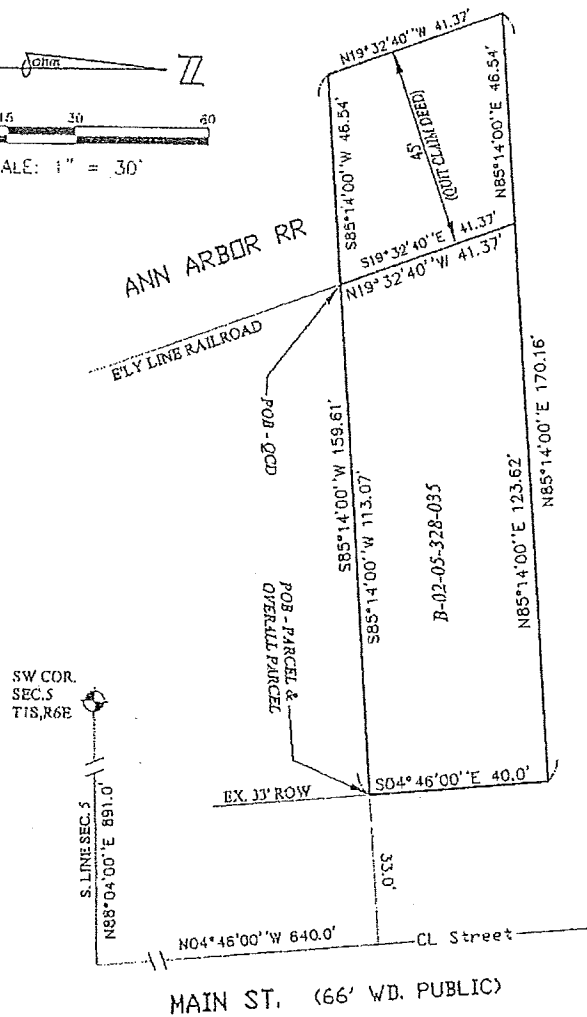 Z
15 30 60
ALE: 1" = 30'
N19°32'40"W 41.37'
S85°14'00"W 46.54'
45'
(QUIT CLAIM DEED)
N85°14'00"E 46.54'
ANN ARBOR RR
S19°32'40"E 41.37'
N19°32'40"W 41.37'
E'LY LINE RAILROAD
POB - QCD
S85°14'00"W 159.61'
S85°14'00"W 113.07'
B-02-05-328-035
N85°14'00"E 123.62'
N85°14'00"E 170.16'
POB - PARCEL &
OVERALL PARCEL
SW COR.
SEC.5
T1S,R6E
S04°46'00"E 40.0'
EX. 33' ROW
33.0'
S. LINE SEC. 5
N88°04'00"E 891.0'
N04°46'00"W 640.0'
CL Street
MAIN ST. (66' WD. PUBLIC)